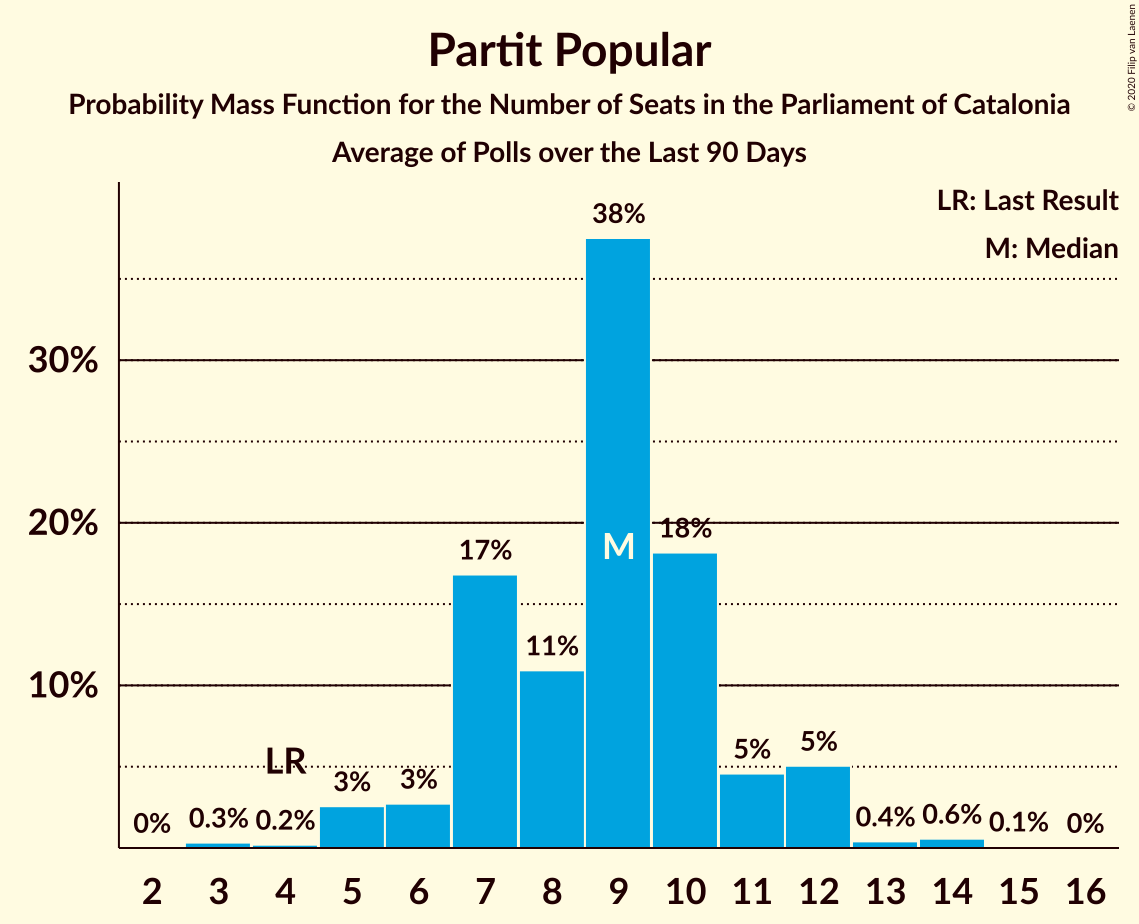 Partit Popular
Probability Mass Function for the Number of Seats in the Parliament of Catalonia
Average of Polls over the Last 90 Days
© 2020 Filip van Laenen
LR: Last Result
M: Median
38%
30%
20%
18%
M
17%
11%
10%
LR
5%
5%
3%
3%
0%
0.3%
0.2%
0.4%
0.6%
0.1%
0%
2 3 4 5 6 7 8 9 10 11 12 13 14 15 16